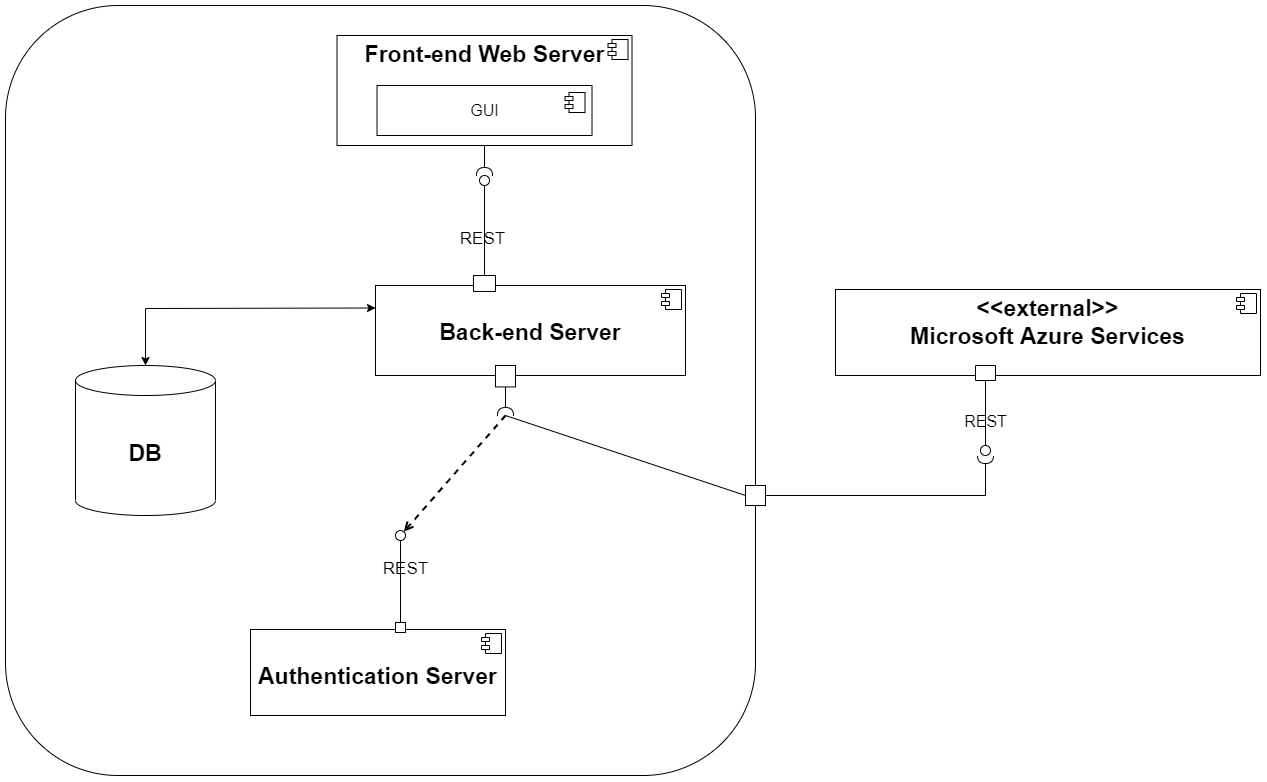 Front-end Web Server
GUI
REST
Back-end Server
<<external>>
Microsoft Azure Services
REST
DB
REST
Authentication Server